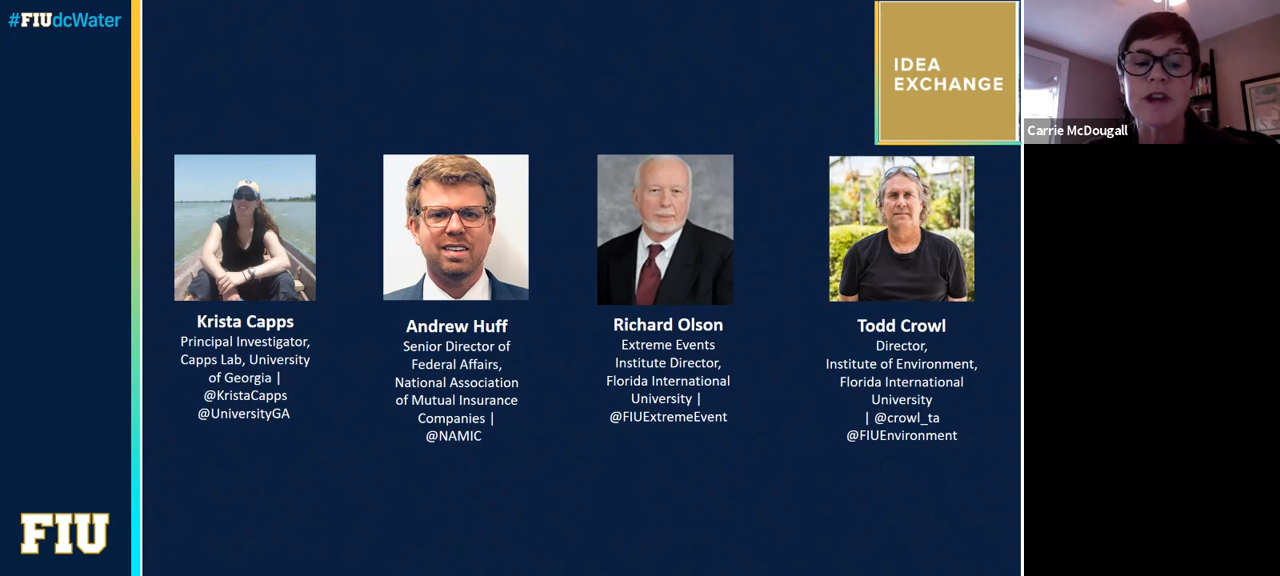 #FIUdcWater
IDEA
EXCHANGE
Carrie McDougall
Krista Capps
Principal Investigator,
Capps Lab, University
of Georgia |
@KristaCapps
@UniversityGA
Andrew Huff
Senior Director of
Federal Affairs,
National Association
of Mutual Insurance
Companies |
@NAMIC
Richard Olson
Extreme Events
Institute Director,
Florida International
University |
@FIUExtremeEvent
Todd Crowl
Director,
Institute of Environment,
Florida International
University
| @crowl_ta
@FIUEnvironment
FIU